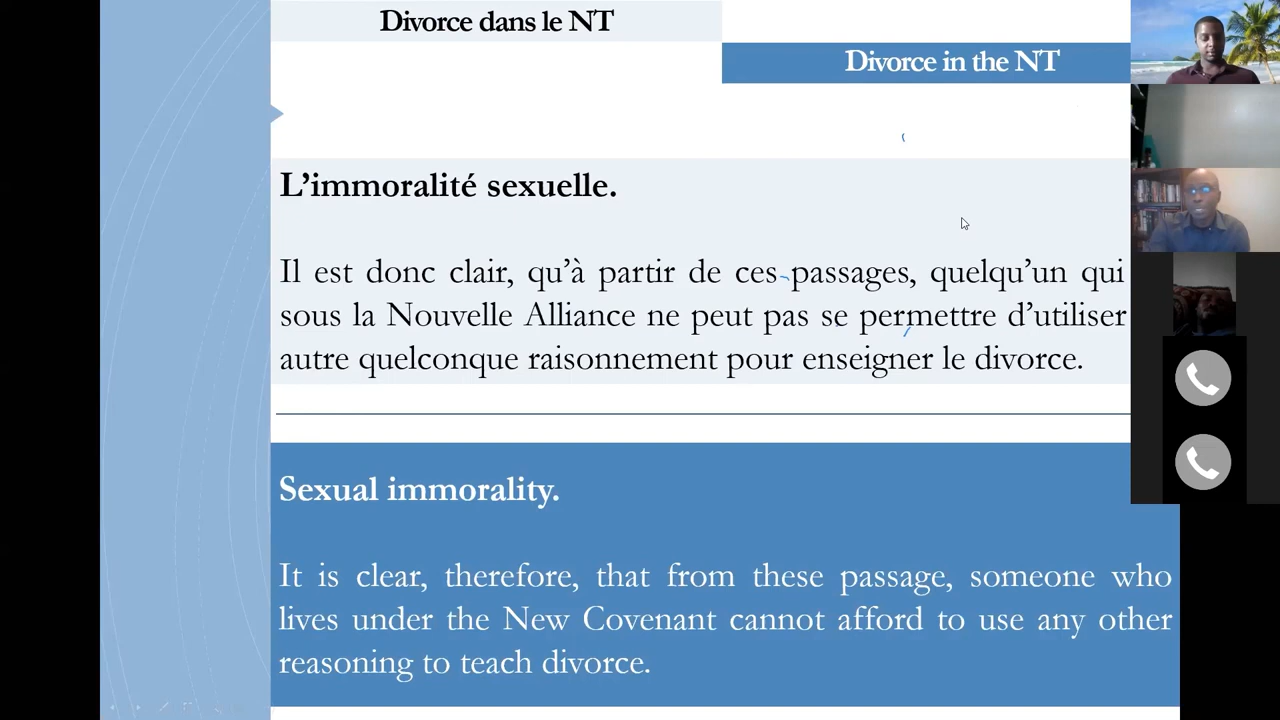 Divorce dans le NT
Divorce in the NT
L’immoralité sexuelle.
Il est donc clair, qu’à partir de ces passages, quelqu’un qui
sous la Nouvelle Alliance ne peut pas se permettre d’utiliser
autre quelconque raisonnement pour enseigner le divorce.
Sexual immorality.
It is clear, therefore, that from these passage, someone who
lives under the New Covenant cannot afford to use any other
reasoning to teach divorce.